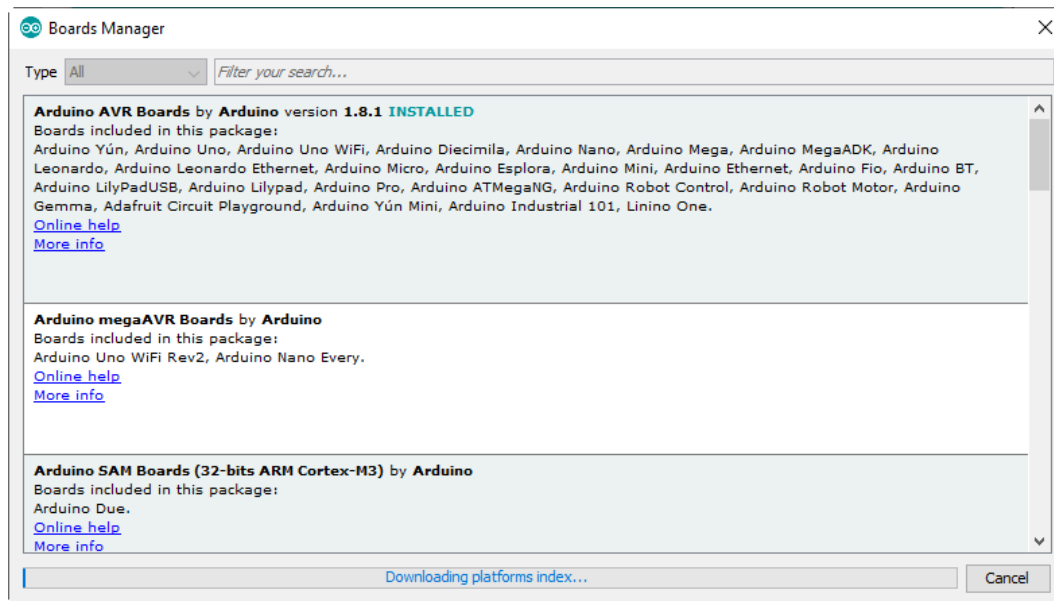 Boards Manager
Type All Filter your search...
Arduino AVR Boards by Arduino version 1.8.1 INSTALLED
Boards included in this package:
Arduino Yún, Arduino Uno, Arduino Uno WiFi, Arduino Diecimila, Arduino Nano, Arduino Mega, Arduino MegaADK, Arduino
Leonardo, Arduino Leonardo Ethernet, Arduino Micro, Arduino Esplora, Arduino Mini, Arduino Ethernet, Arduino Fio, Arduino BT,
Arduino LilyPadUSB, Arduino Lilypad, Arduino Pro, Arduino ATMegaNG, Arduino Robot Control, Arduino Robot Motor, Arduino
Gemma, Adafruit Circuit Playground, Arduino Yún Mini, Arduino Industrial 101, Linino One.
Online help
More info
Arduino megaAVR Boards by Arduino
Boards included in this package:
Arduino Uno WiFi Rev2, Arduino Nano Every.
Online help
More info
Arduino SAM Boards (32-bits ARM Cortex-M3) by Arduino
Boards included in this package:
Arduino Due.
Online help
More info
Downloading platforms index... Cancel